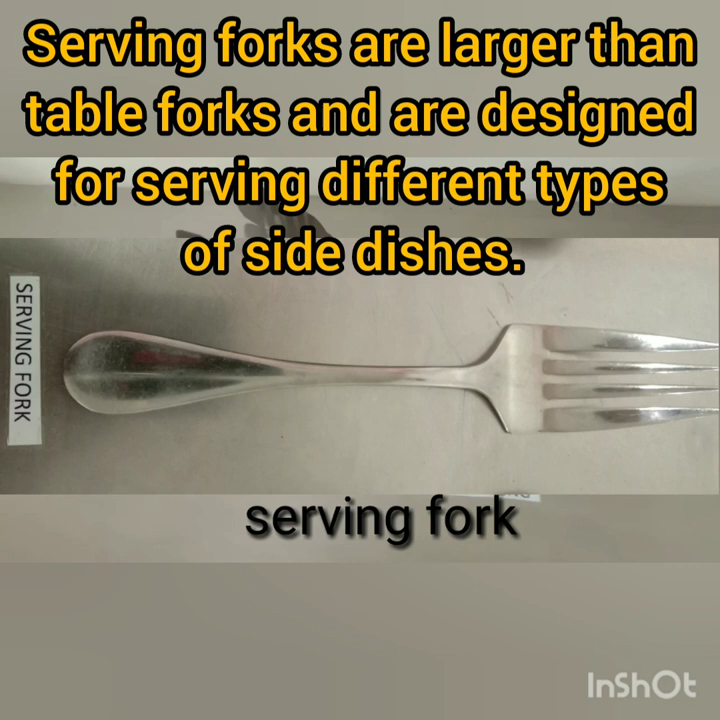 Serving forks are larger than
table forks and are designed
for serving different types
of side dishes.
SERVING FORK
serving fork
InShOt